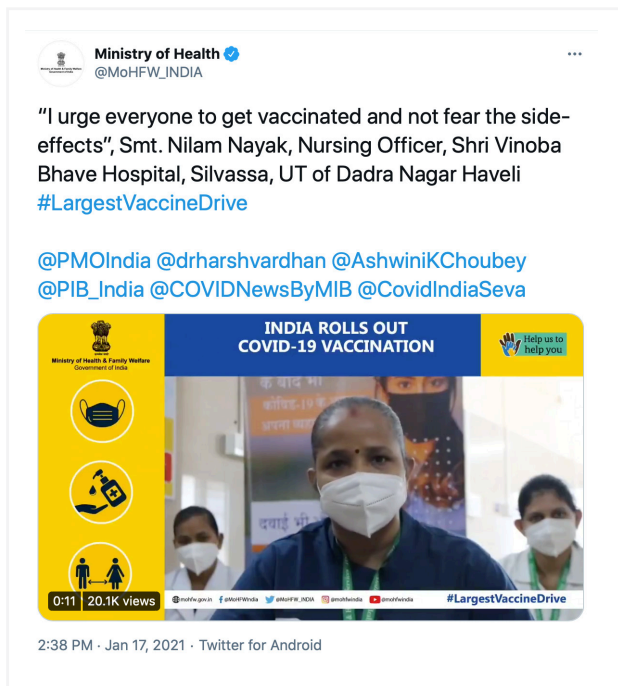 Ministry of Health
@MoHFW_INDIA
“I urge everyone to get vaccinated and not fear the side-
effects”, Smt. Nilam Nayak, Nursing Officer, Shri Vinoba
Bhave Hospital, Silvassa, UT of Dadra Nagar Haveli
#LargestVaccineDrive
@PMOIndia @drharshvardhan @AshwiniKChoubey
@PIB_India @COVIDNewsByMIB @CovidIndiaSeva
Ministry of Health & Family Welfare
Government of India
INDIA ROLLS OUT
COVID-19 VACCINATION
Help us to
help you
के बाद भी
कोविड-19 के
अपना
दवाई भी
0:11 20.1K views
mohfw.gov.in @MoHFWIndia @MoHFW_INDIA @mohfwindia @mohfwindia
#LargestVaccineDrive
2:38 PM · Jan 17, 2021 · Twitter for Android